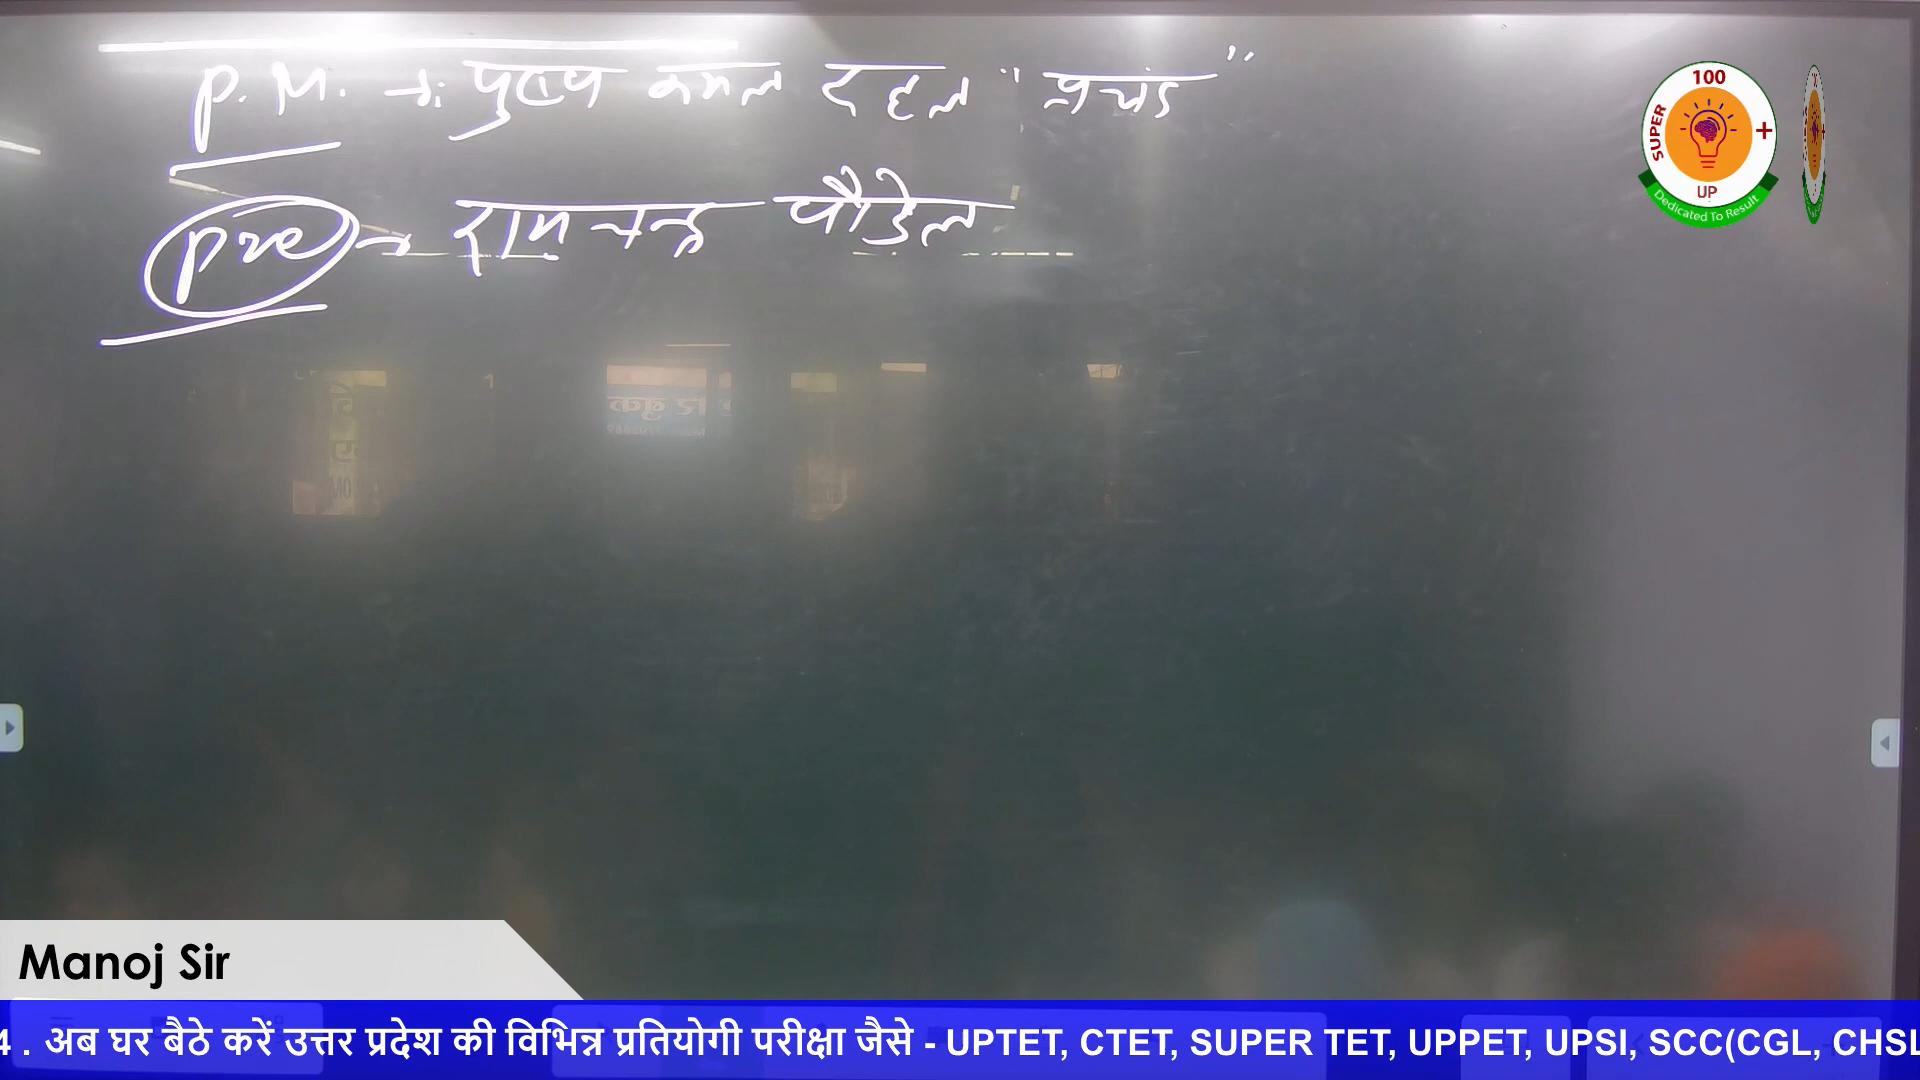 P.M. → पुष्प कमल दहल "प्रचंड"
Pre → रामचन्द्र पौडेल
100
SUPER
+
UP
Dedicated To Result
Manoj Sir
4 . अब घर बैठे करें उत्तर प्रदेश की विभिन्न प्रतियोगी परीक्षा जैसे - UPTET, CTET, SUPER TET, UPPET, UPSI, SCC(CGL, CHSL